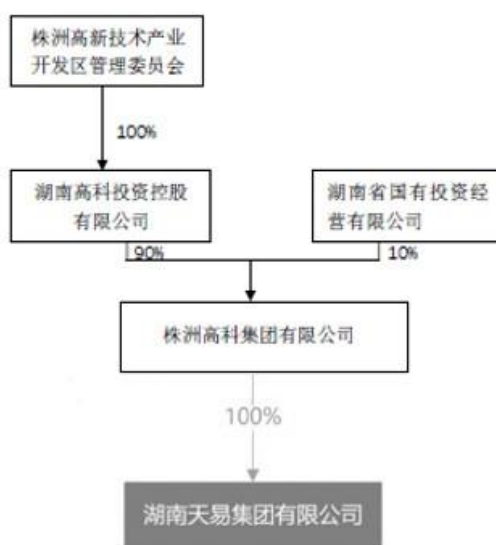 株洲高新技术产业
开发区管理委员会
100%
湖南高科投资控股
有限公司
湖南省国有投资经
营有限公司
90%
10%
株洲高科集团有限公司
100%
湖南天易集团有限公司